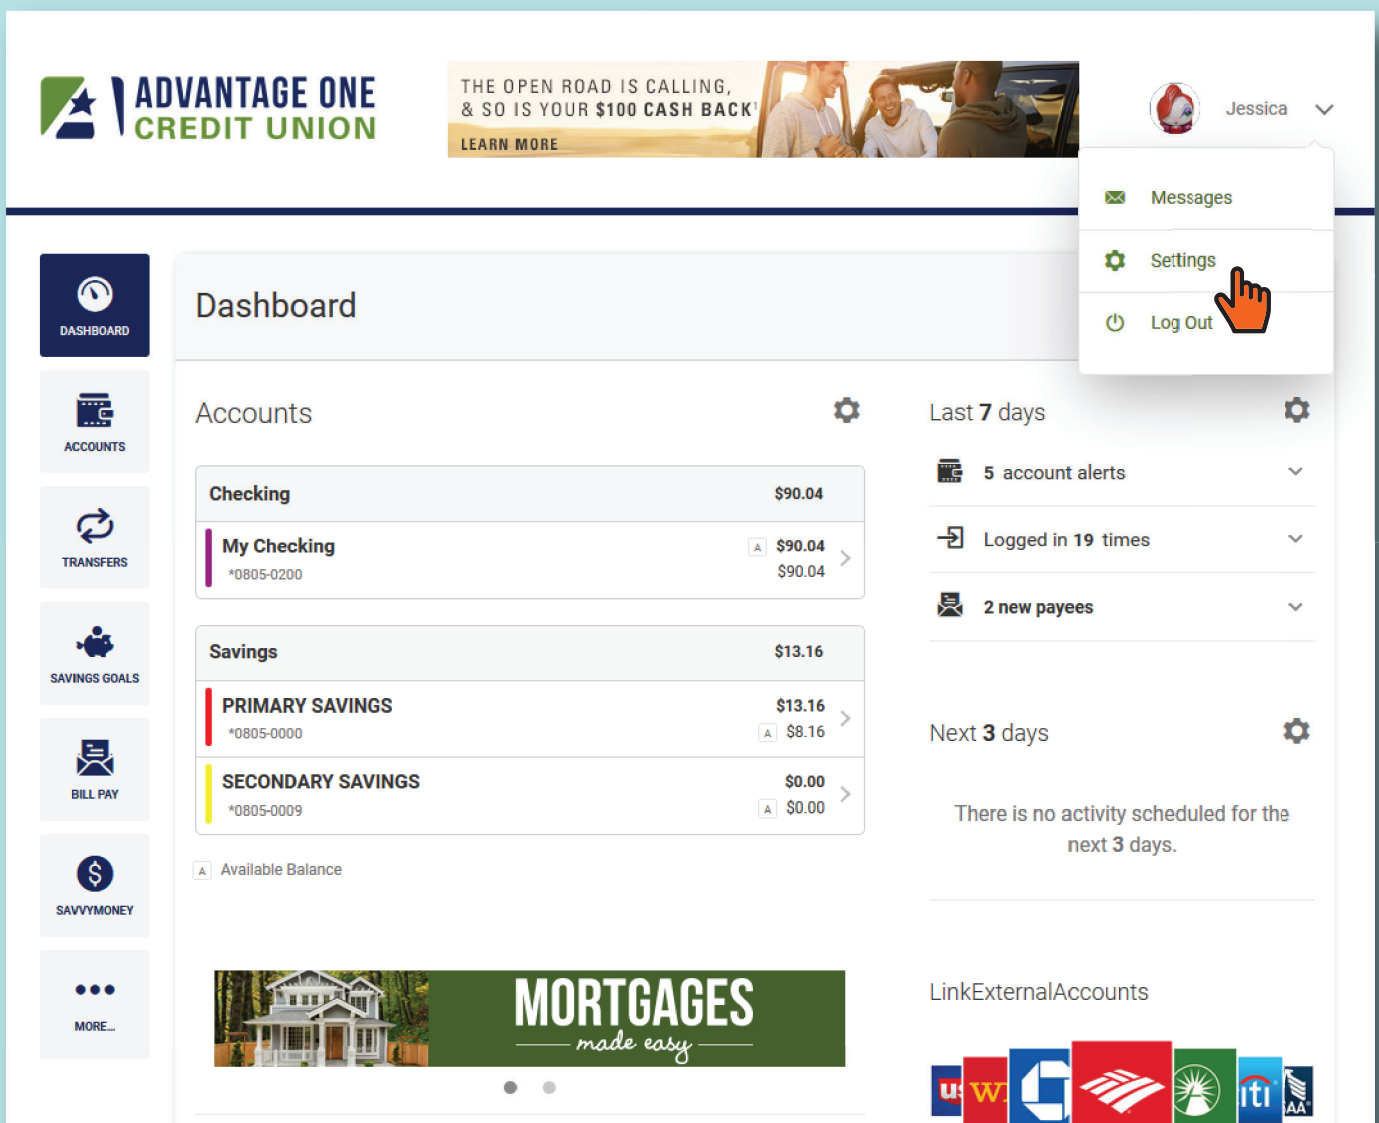 ADVANTAGE ONE
CREDIT UNION
THE OPEN ROAD IS CALLING,
& SO IS YOUR $100 CASH BACK¹
LEARN MORE
Jessica
Messages
Settings
Log Out
DASHBOARD
ACCOUNTS
TRANSFERS
SAVINGS GOALS
BILL PAY
SAVVYMONEY
MORE...
Dashboard
Accounts
Checking $90.04
My Checking A $90.04
*0805-0200 $90.04
Savings $13.16
PRIMARY SAVINGS $13.16
*0805-0000 A $8.16
SECONDARY SAVINGS $0.00
*0805-0009 A $0.00
A Available Balance
MORTGAGES
made easy
Last 7 days
5 account alerts
Logged in 19 times
2 new payees
Next 3 days
There is no activity scheduled for the
next 3 days.
LinkExternalAccounts
us W citi AA